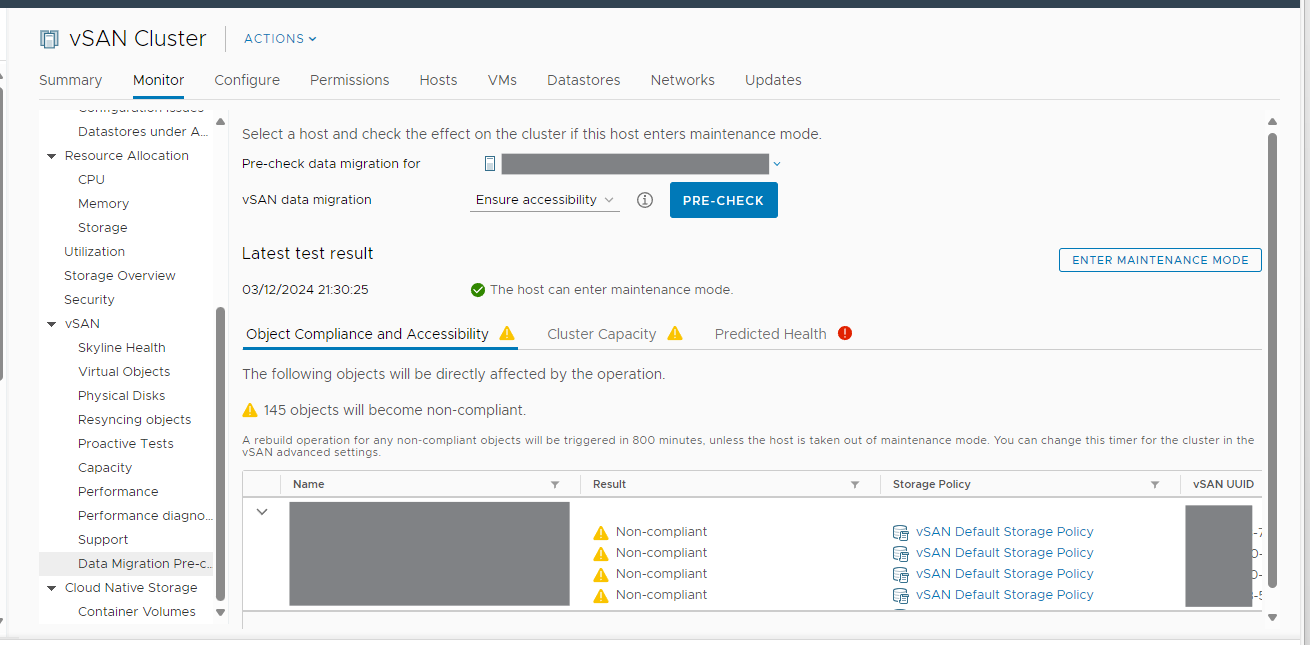 vSAN Cluster ACTIONS
Summary Monitor Configure Permissions Hosts VMs Datastores Networks Updates
Configuration Issues
Datastores under A...
Resource Allocation
CPU
Memory
Storage
Utilization
Storage Overview
Security
vSAN
Skyline Health
Virtual Objects
Physical Disks
Resyncing objects
Proactive Tests
Capacity
Performance
Performance diagno...
Support
Data Migration Pre-c...
Cloud Native Storage
Container Volumes
Select a host and check the effect on the cluster if this host enters maintenance mode.
Pre-check data migration for
vSAN data migration Ensure accessibility PRE-CHECK
Latest test result
ENTER MAINTENANCE MODE
03/12/2024 21:30:25 The host can enter maintenance mode.
Object Compliance and Accessibility Cluster Capacity Predicted Health
The following objects will be directly affected by the operation.
145 objects will become non-compliant.
A rebuild operation for any non-compliant objects will be triggered in 800 minutes, unless the host is taken out of maintenance mode. You can change this timer for the cluster in the
vSAN advanced settings.
Name Result Storage Policy vSAN UUID
Non-compliant vSAN Default Storage Policy
Non-compliant vSAN Default Storage Policy
Non-compliant vSAN Default Storage Policy
Non-compliant vSAN Default Storage Policy